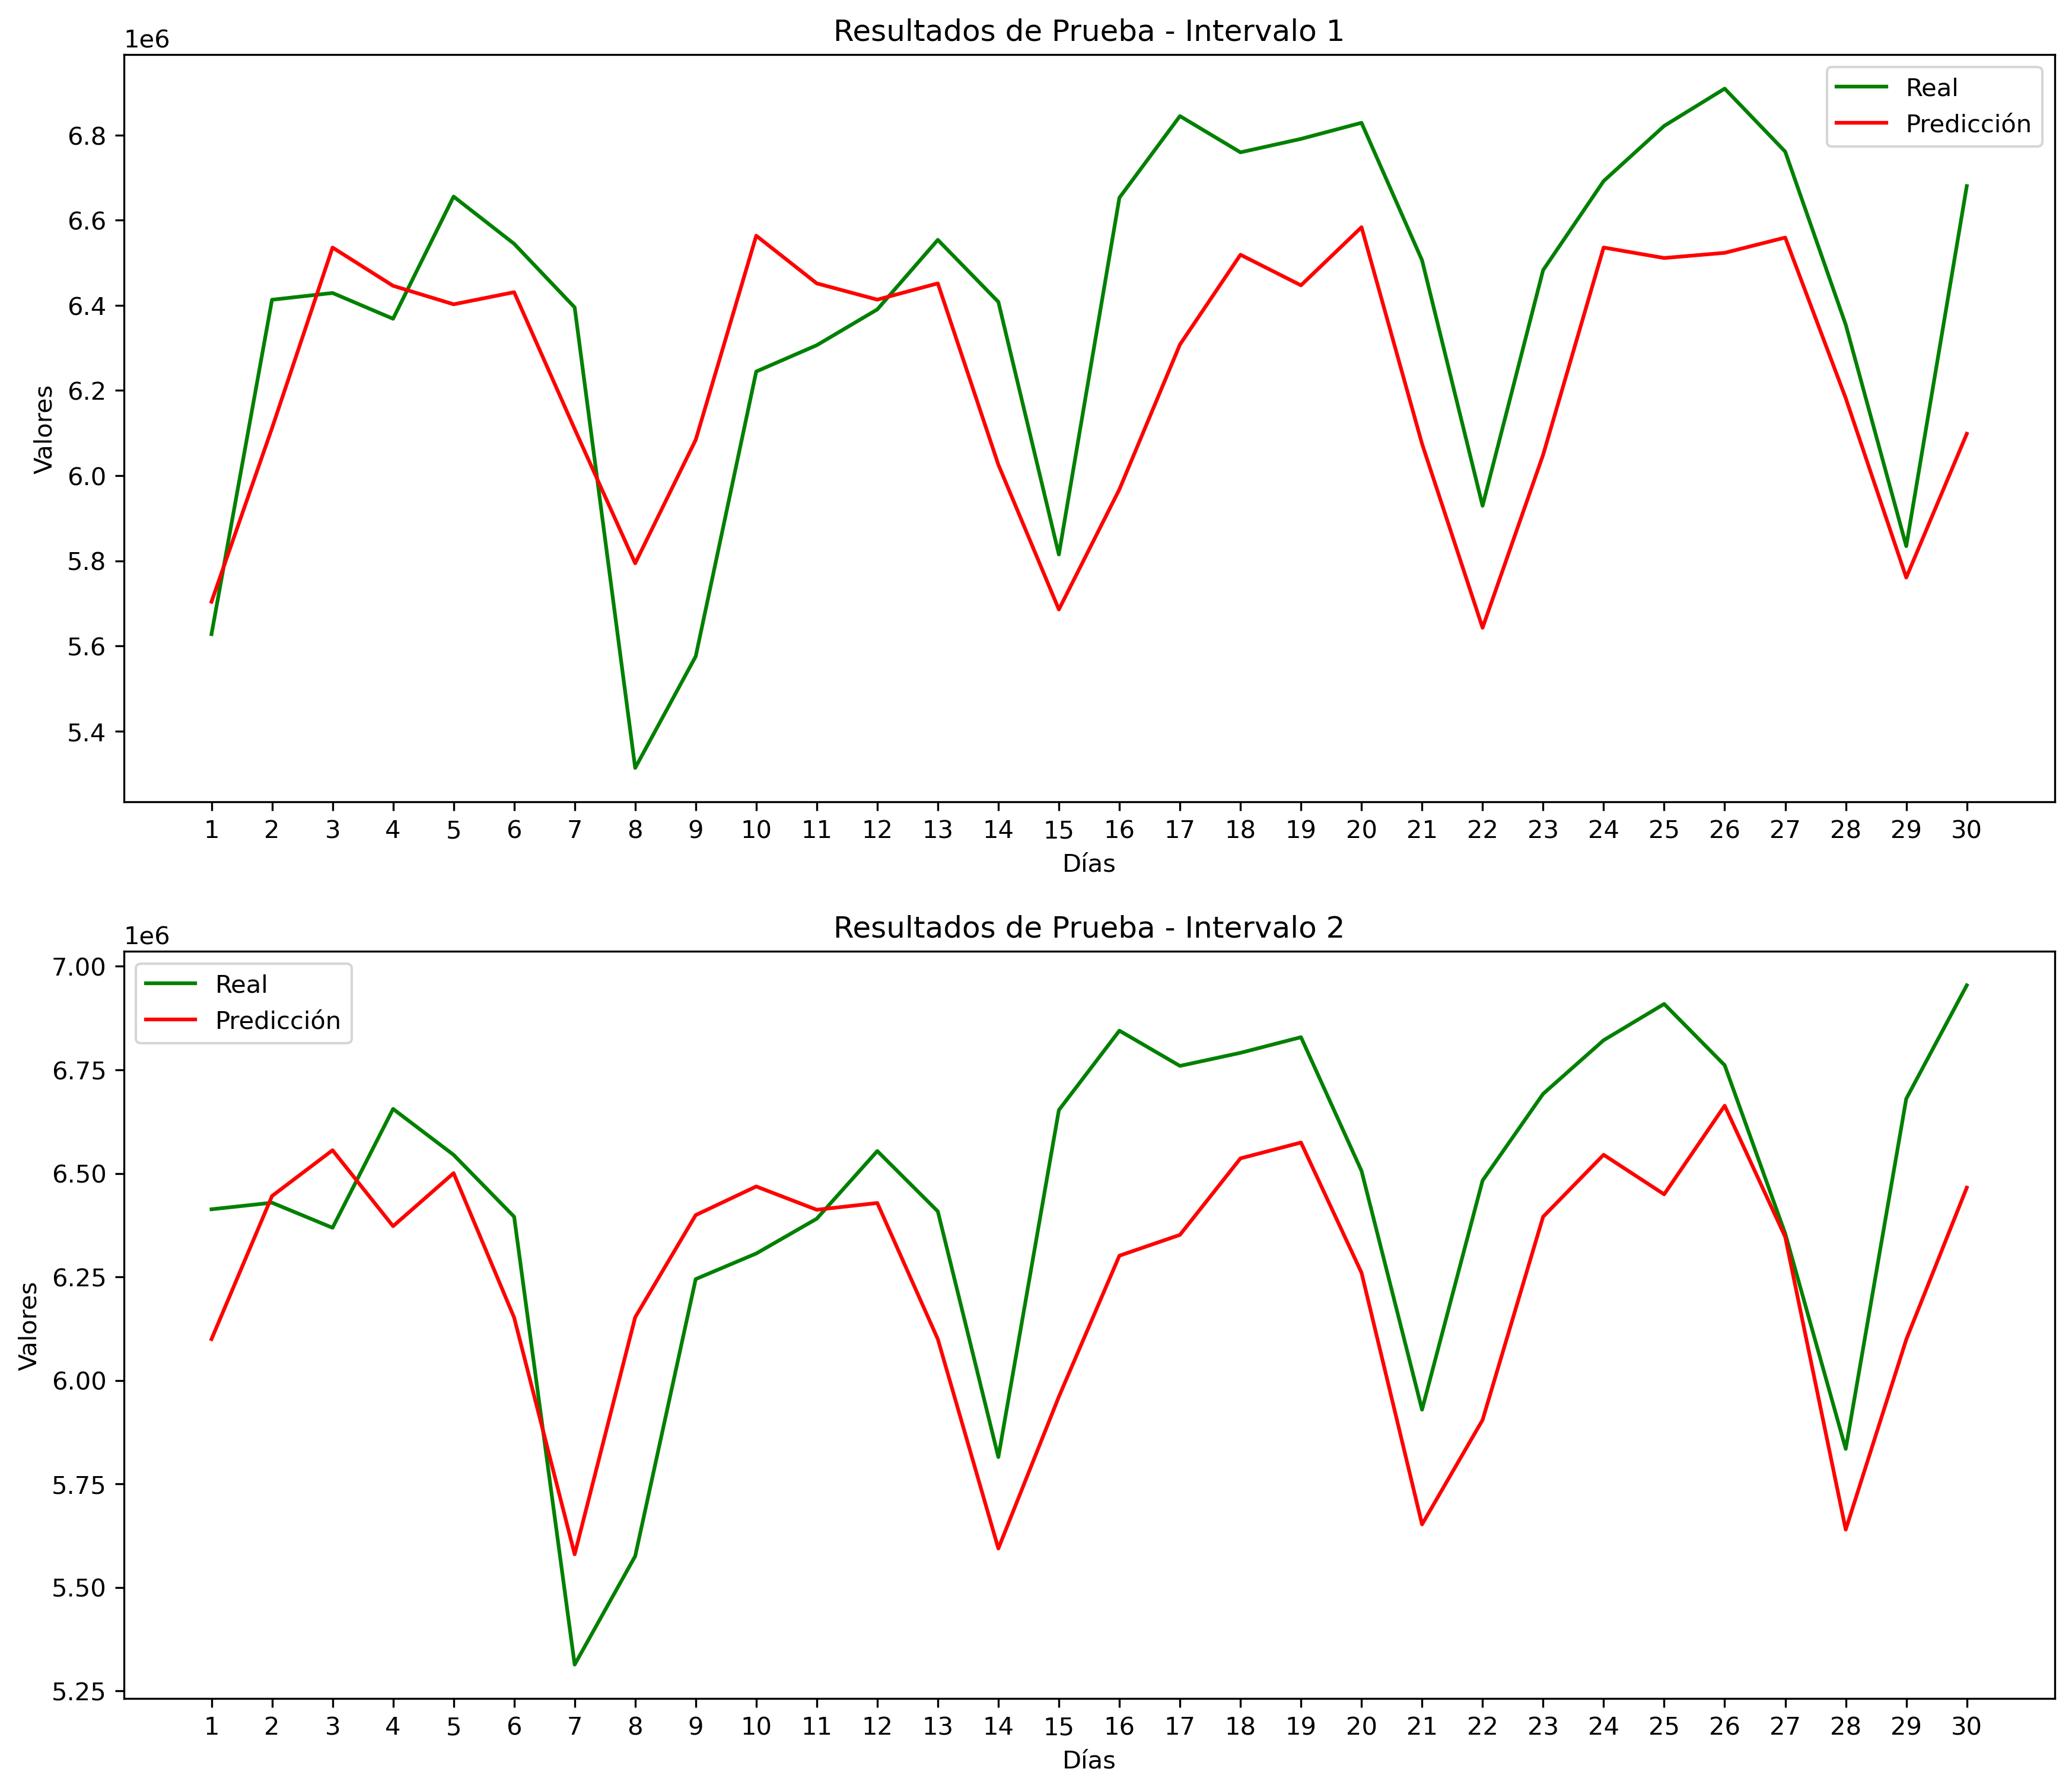 Resultados de Prueba - Intervalo 1
1e6
Real
Predicción
6.8
6.6
6.4
6.2
6.0
5.8
5.6
5.4
Valores
1 2 3 4 5 6 7 8 9 10 11 12 13 14 15 16 17 18 19 20 21 22 23 24 25 26 27 28 29 30
Días
Resultados de Prueba - Intervalo 2
1e6
Real
Predicción
7.00
6.75
6.50
6.25
6.00
5.75
5.50
5.25
Valores
1 2 3 4 5 6 7 8 9 10 11 12 13 14 15 16 17 18 19 20 21 22 23 24 25 26 27 28 29 30
Días